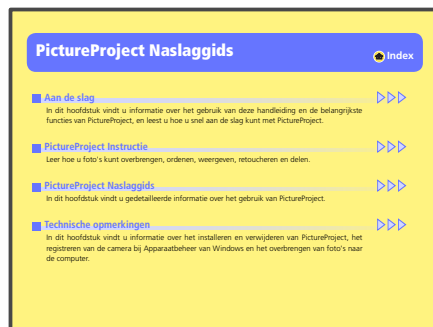 PictureProject Naslaggids
Index
Aan de slag
In dit hoofdstuk vindt u informatie over het gebruik van deze handleiding en de belangrijkste
functies van PictureProject, en leest u hoe u snel aan de slag kunt met PictureProject.
PictureProject Instructie
Leer hoe u foto's kunt overbrengen, ordenen, weergeven, retoucheren en delen.
PictureProject Naslaggids
In dit hoofdstuk vindt u gedetailleerde informatie over het gebruik van PictureProject.
Technische opmerkingen
In dit hoofdstuk vindt u informatie over het installeren en verwijderen van PictureProject, het
registreren van de camera bij Apparaatbeheer van Windows en het overbrengen van foto's naar
de computer.